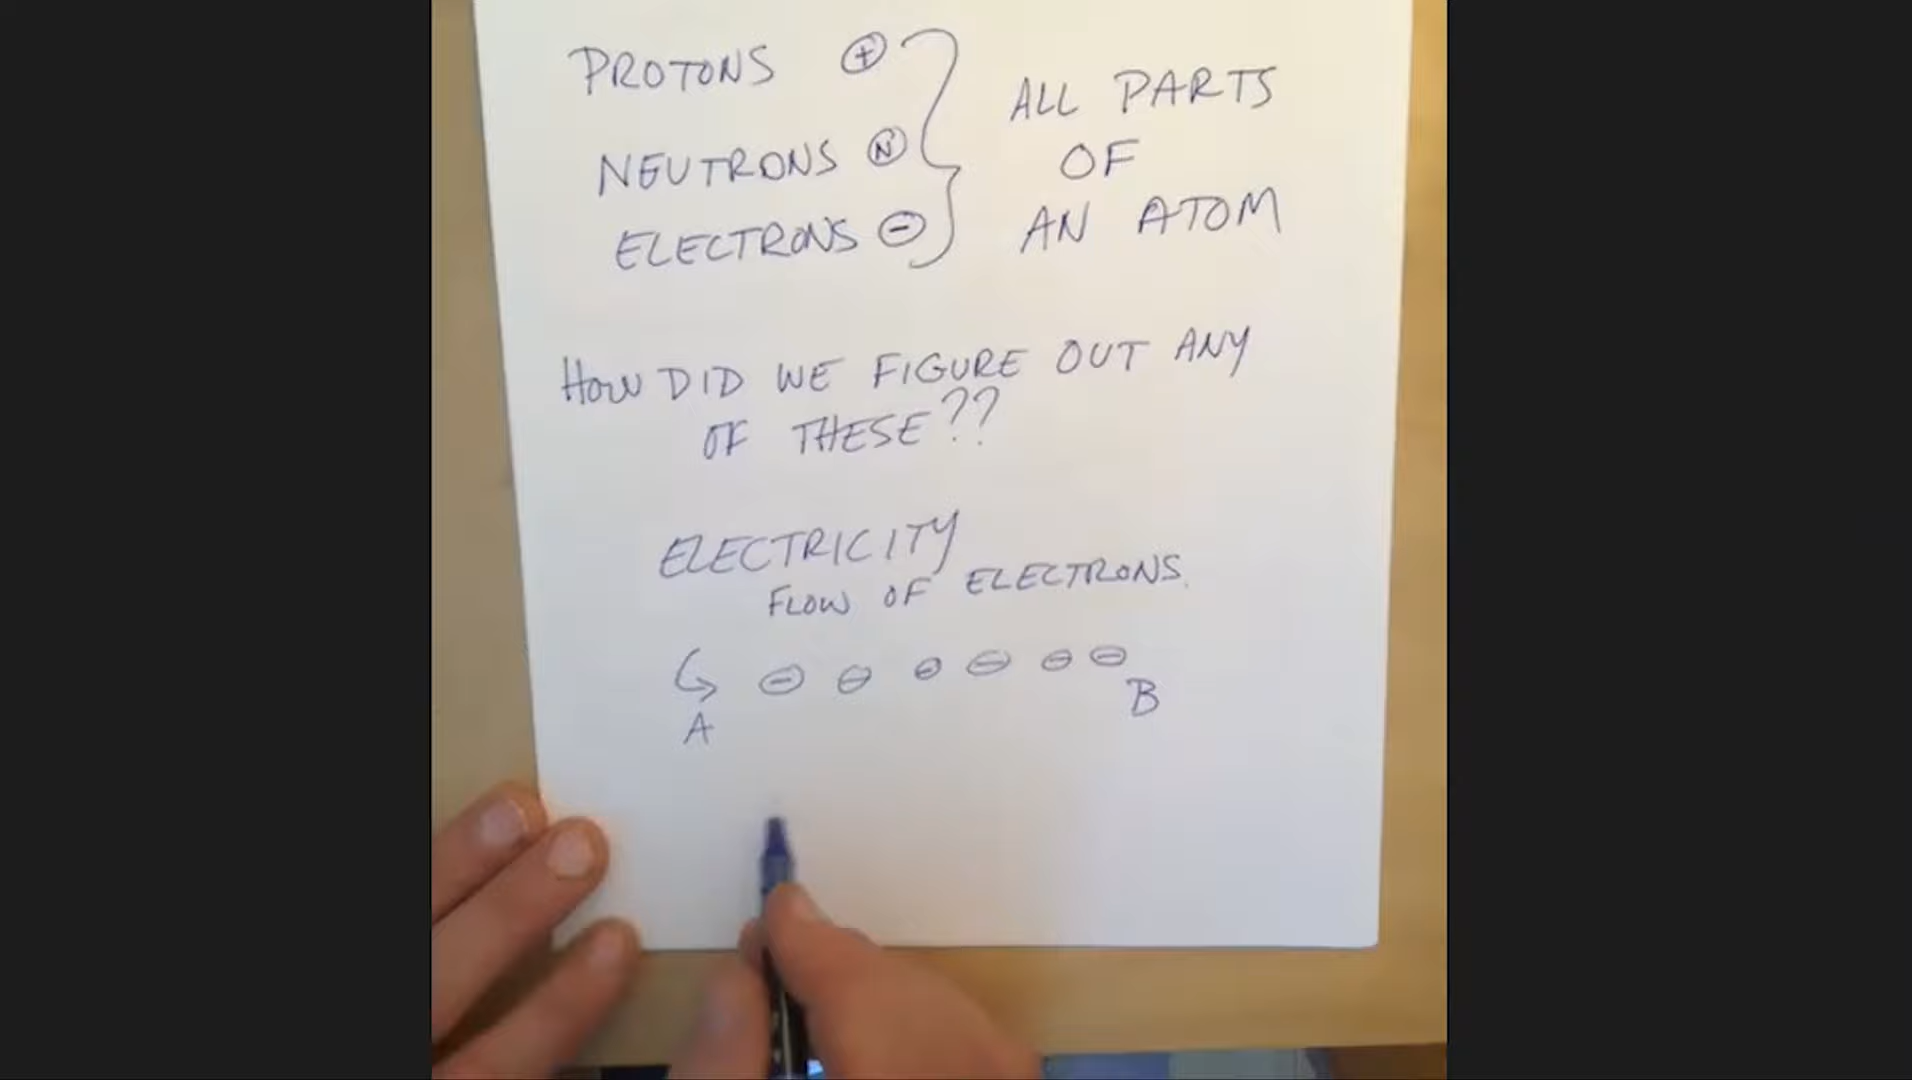 PROTONS +
NEUTRONS N
ELECTRONS -
ALL PARTS
OF
AN ATOM
HOW DID WE FIGURE OUT ANY
OF THESE??
ELECTRICITY
FLOW OF ELECTRONS.
- - - - - -
A B